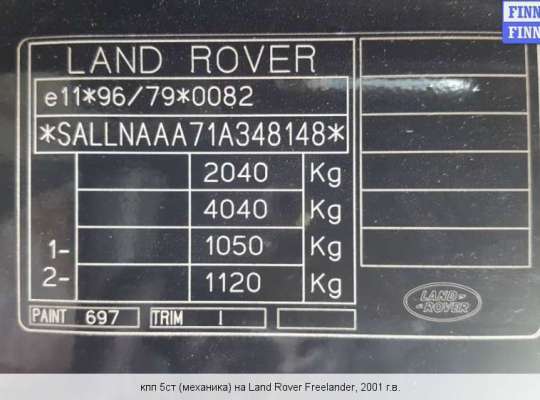 FINN
FINN
LAND ROVER
e11*96/79*0082
*SALLNAAA71A348148*
2040 Kg
4040 Kg
1- 1050 Kg
2- 1120 Kg
PAINT 697 TRIM I
LAND-
-ROVER
кпп 5ст (механика) на Land Rover Freelander, 2001 г.в.